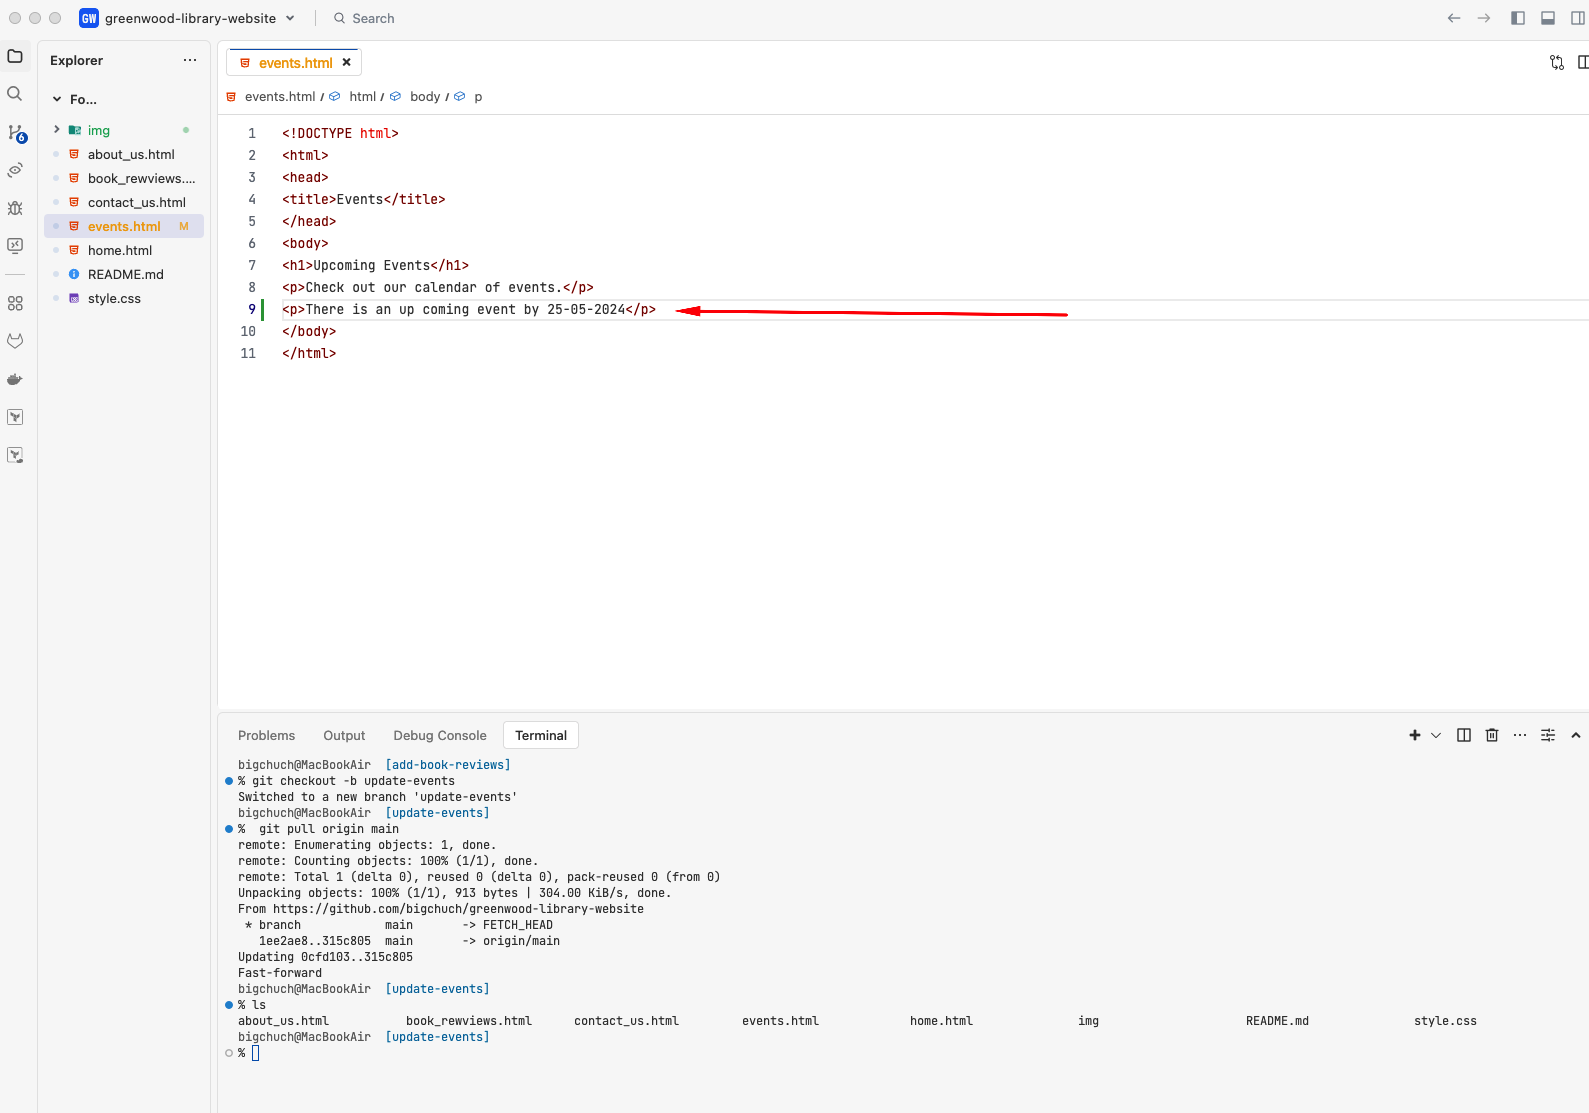 GW greenwood-library-website Search
Explorer ...
Fo...
img
about_us.html
book_rewviews....
contact_us.html
events.html M
home.html
README.md
style.css
6
events.html
events.html / html / body / p
1 <!DOCTYPE html>
2 <html>
3 <head>
4 <title>Events</title>
5 </head>
6 <body>
7 <h1>Upcoming Events</h1>
8 <p>Check out our calendar of events.</p>
9 <p>There is an up coming event by 25-05-2024</p>
10 </body>
11 </html>
Problems Output Debug Console Terminal
bigchuch@MacBookAir [add-book-reviews]
% git checkout -b update-events
Switched to a new branch 'update-events'
bigchuch@MacBookAir [update-events]
% git pull origin main
remote: Enumerating objects: 1, done.
remote: Counting objects: 100% (1/1), done.
remote: Total 1 (delta 0), reused 0 (delta 0), pack-reused 0 (from 0)
Unpacking objects: 100% (1/1), 913 bytes | 304.00 KiB/s, done.
From https://github.com/bigchuch/greenwood-library-website
* branch main -> FETCH_HEAD
1ee2ae8..315c805 main -> origin/main
Updating 0cfd103..315c805
Fast-forward
bigchuch@MacBookAir [update-events]
% ls
about_us.html book_rewviews.html contact_us.html events.html home.html img README.md style.css
bigchuch@MacBookAir [update-events]
%